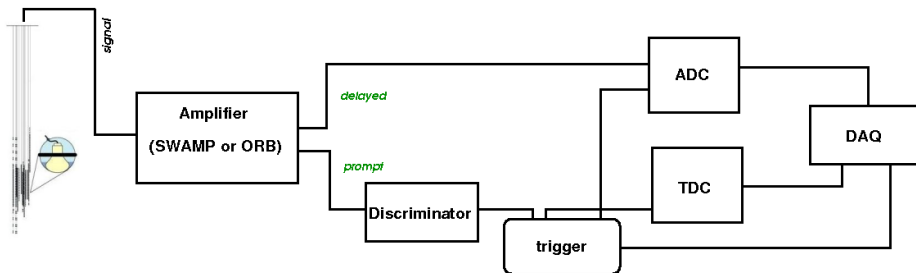 signal
Amplifier
(SWAMP or ORB)
delayed
prompt
Discriminator
trigger
ADC
TDC
DAQ